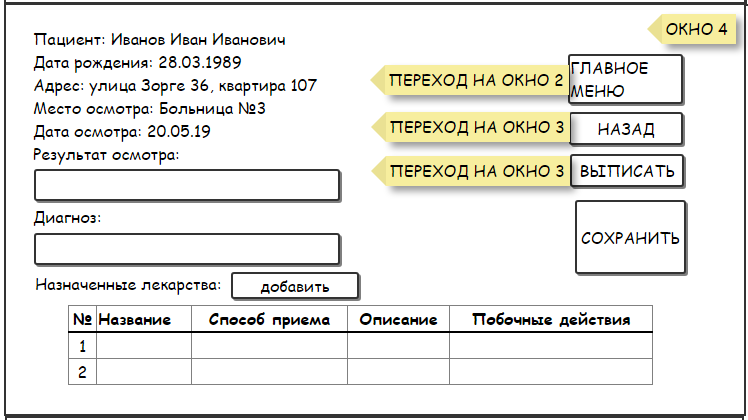 ОКНО 4
Пациент: Иванов Иван Иванович
Дата рождения: 28.03.1989
Адрес: улица Зорге 36, квартира 107
Место осмотра: Больница №3
Дата осмотра: 20.05.19
Результат осмотра:
Диагноз:
Назначенные лекарства:
добавить
ПЕРЕХОД НА ОКНО 2
ГЛАВНОЕ
МЕНЮ
ПЕРЕХОД НА ОКНО 3
НАЗАД
ПЕРЕХОД НА ОКНО 3
ВЫПИСАТЬ
СОХРАНИТЬ
№ Название Способ приема Описание Побочные действия
1
2